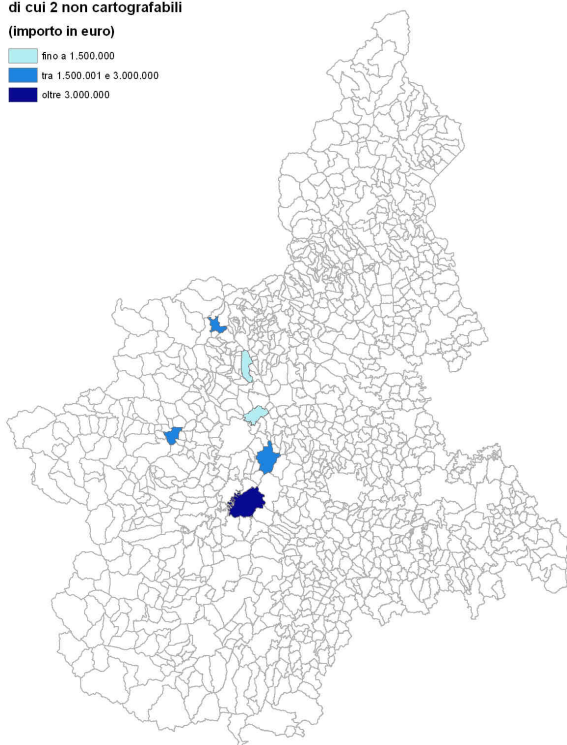 di cui 2 non cartografabili
(importo in euro)
fino a 1.500.000
tra 1.500.001 e 3.000.000
oltre 3.000.000